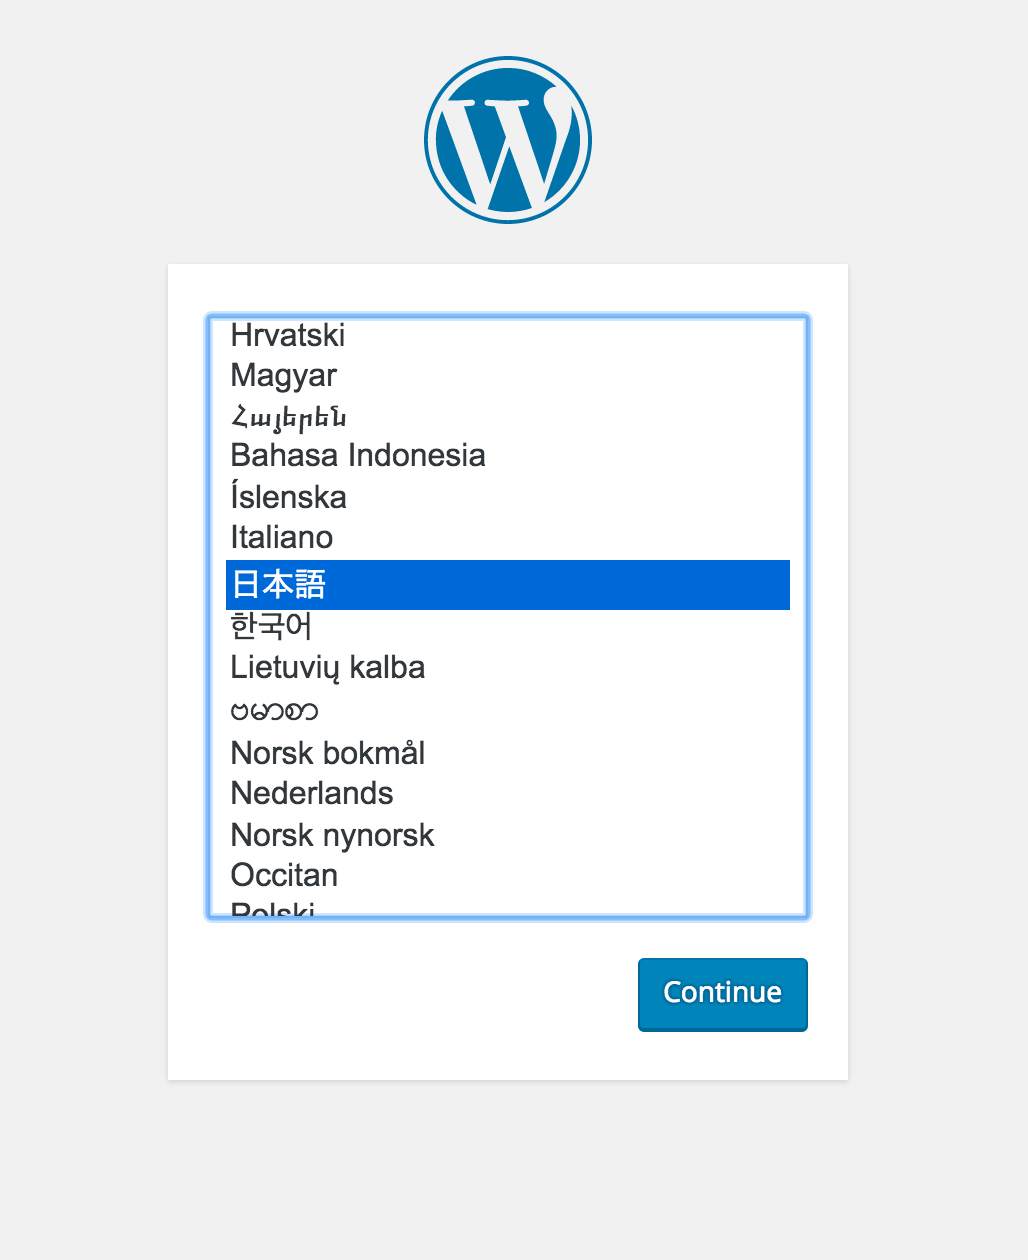 Hrvatski
Magyar
Հայերեն
Bahasa Indonesia
Íslenska
Italiano
日本語
한국어
Lietuvių kalba
ဗမာစာ
Norsk bokmål
Nederlands
Norsk nynorsk
Occitan
Polski
Continue